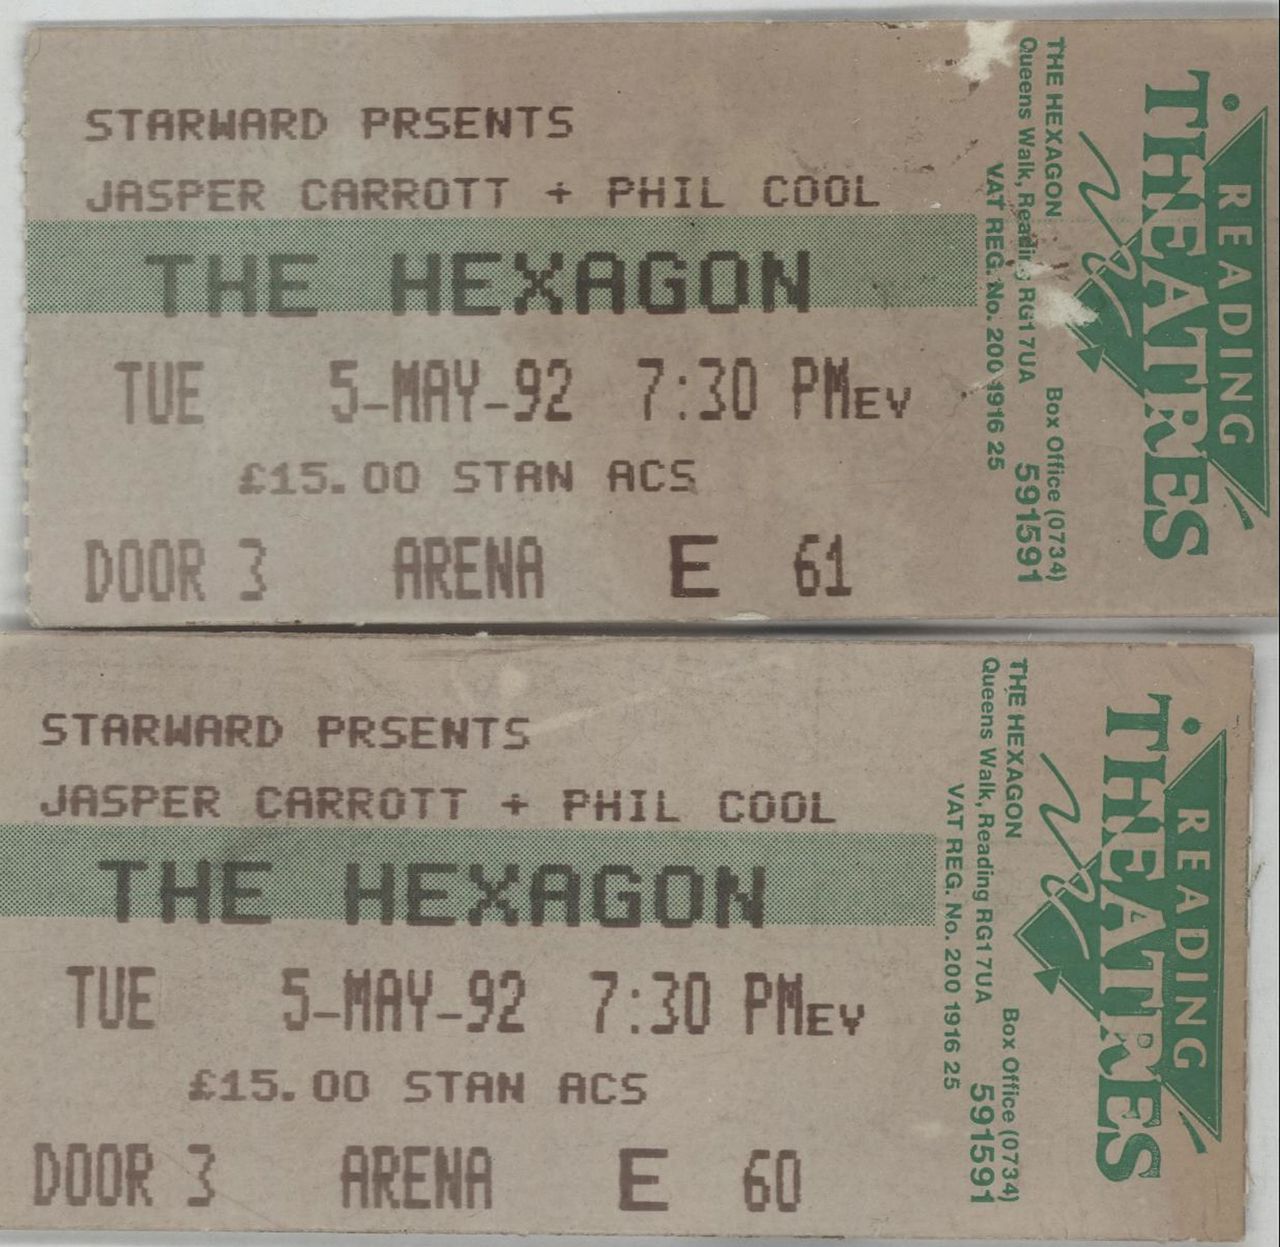 STARWARD PRSENTS
JASPER CARROTT + PHIL COOL
THE HEXAGON
TUE 5-MAY-92 7:30 PMEV
£15.00 STAN ACS
DOOR 3 ARENA E 61
READING
THEATRES
THE HEXAGON Box Office (0734)
Queens Walk, Reading RG1 7UA 591591
VAT REG. No. 200 1916 25
STARWARD PRSENTS
JASPER CARROTT + PHIL COOL
THE HEXAGON
TUE 5-MAY-92 7:30 PMEV
£15.00 STAN ACS
DOOR 3 ARENA E 60
READING
THEATRES
THE HEXAGON Box Office (0734)
Queens Walk, Reading RG1 7UA 591591
VAT REG. No. 200 1916 25